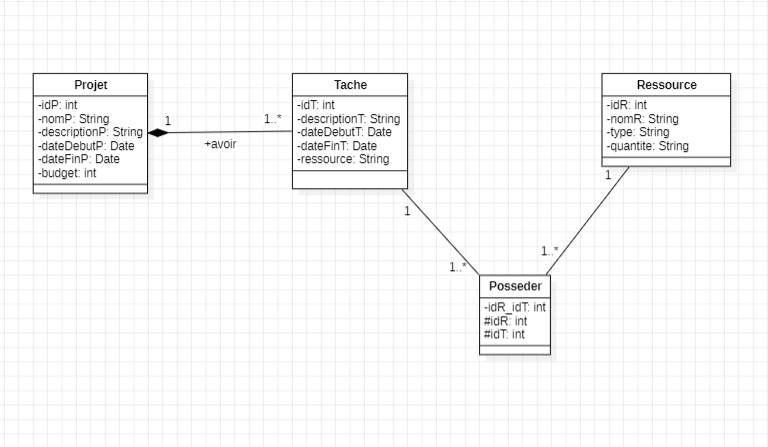 Projet
-idP: int
-nomP: String
-descriptionP: String
-dateDebutP: Date
-dateFinP: Date
-budget: int
1
+avoir
1..*
Tache
-idT: int
-descriptionT: String
-dateDebutT: Date
-dateFinT: Date
-ressource: String
Ressource
-idR: int
-nomR: String
-type: String
-quantite: String
1
1..*
1
1..*
Posseder
-idR_idT: int
#idR: int
#idT: int